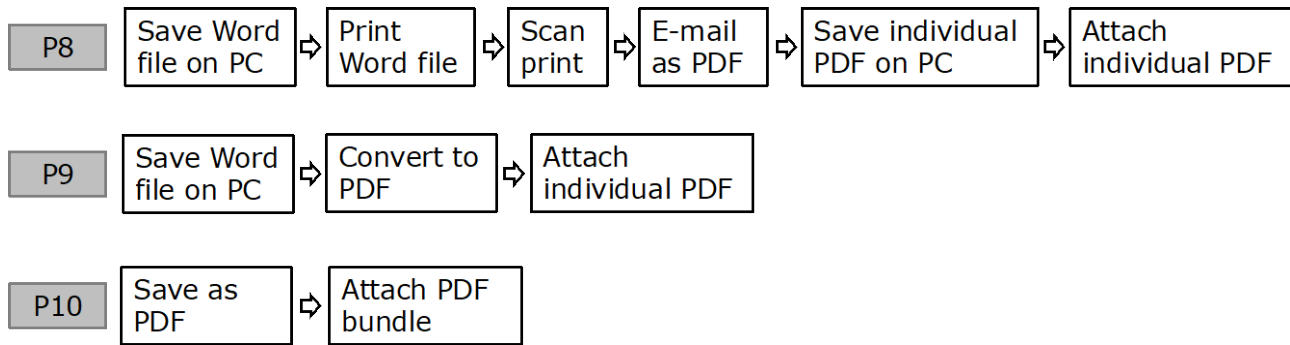 P8
Save Word
file on PC
Print
Word file
Scan
print
E-mail
as PDF
Save individual
PDF on PC
Attach
individual PDF
P9
Save Word
file on PC
Convert to
PDF
Attach
individual PDF
P10
Save as
PDF
Attach PDF
bundle